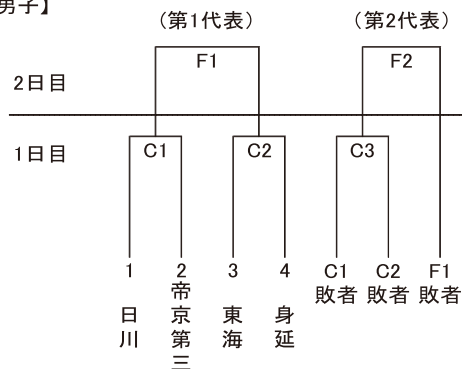 男子】
(第1代表)
(第2代表)
F1
F2
2日目
1日目
C1
C2
C3
1
2
3
4
日川
帝京第三
東海
身延
C1
敗者
C2
敗者
F1
敗者